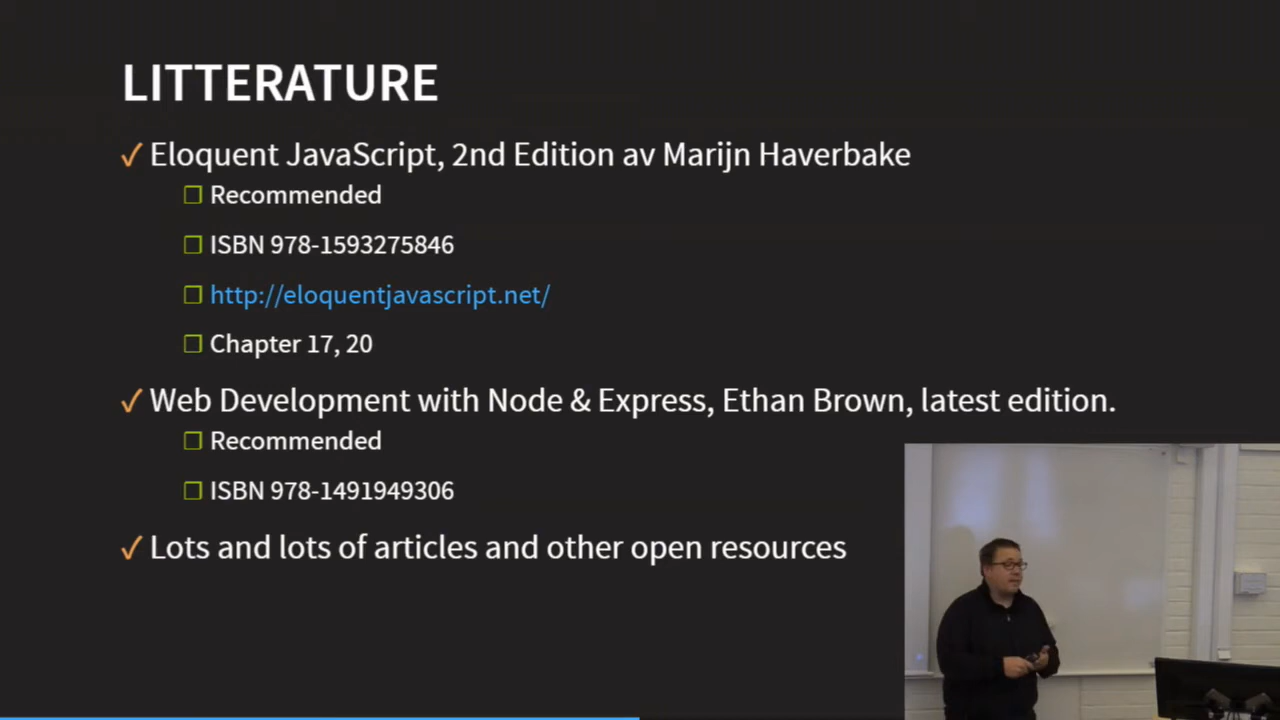 LITTERATURE
Eloquent JavaScript, 2nd Edition av Marijn Haverbake
Recommended
ISBN 978-1593275846
http://eloquentjavascript.net/
Chapter 17, 20
Web Development with Node & Express, Ethan Brown, latest edition.
Recommended
ISBN 978-1491949306
Lots and lots of articles and other open resources